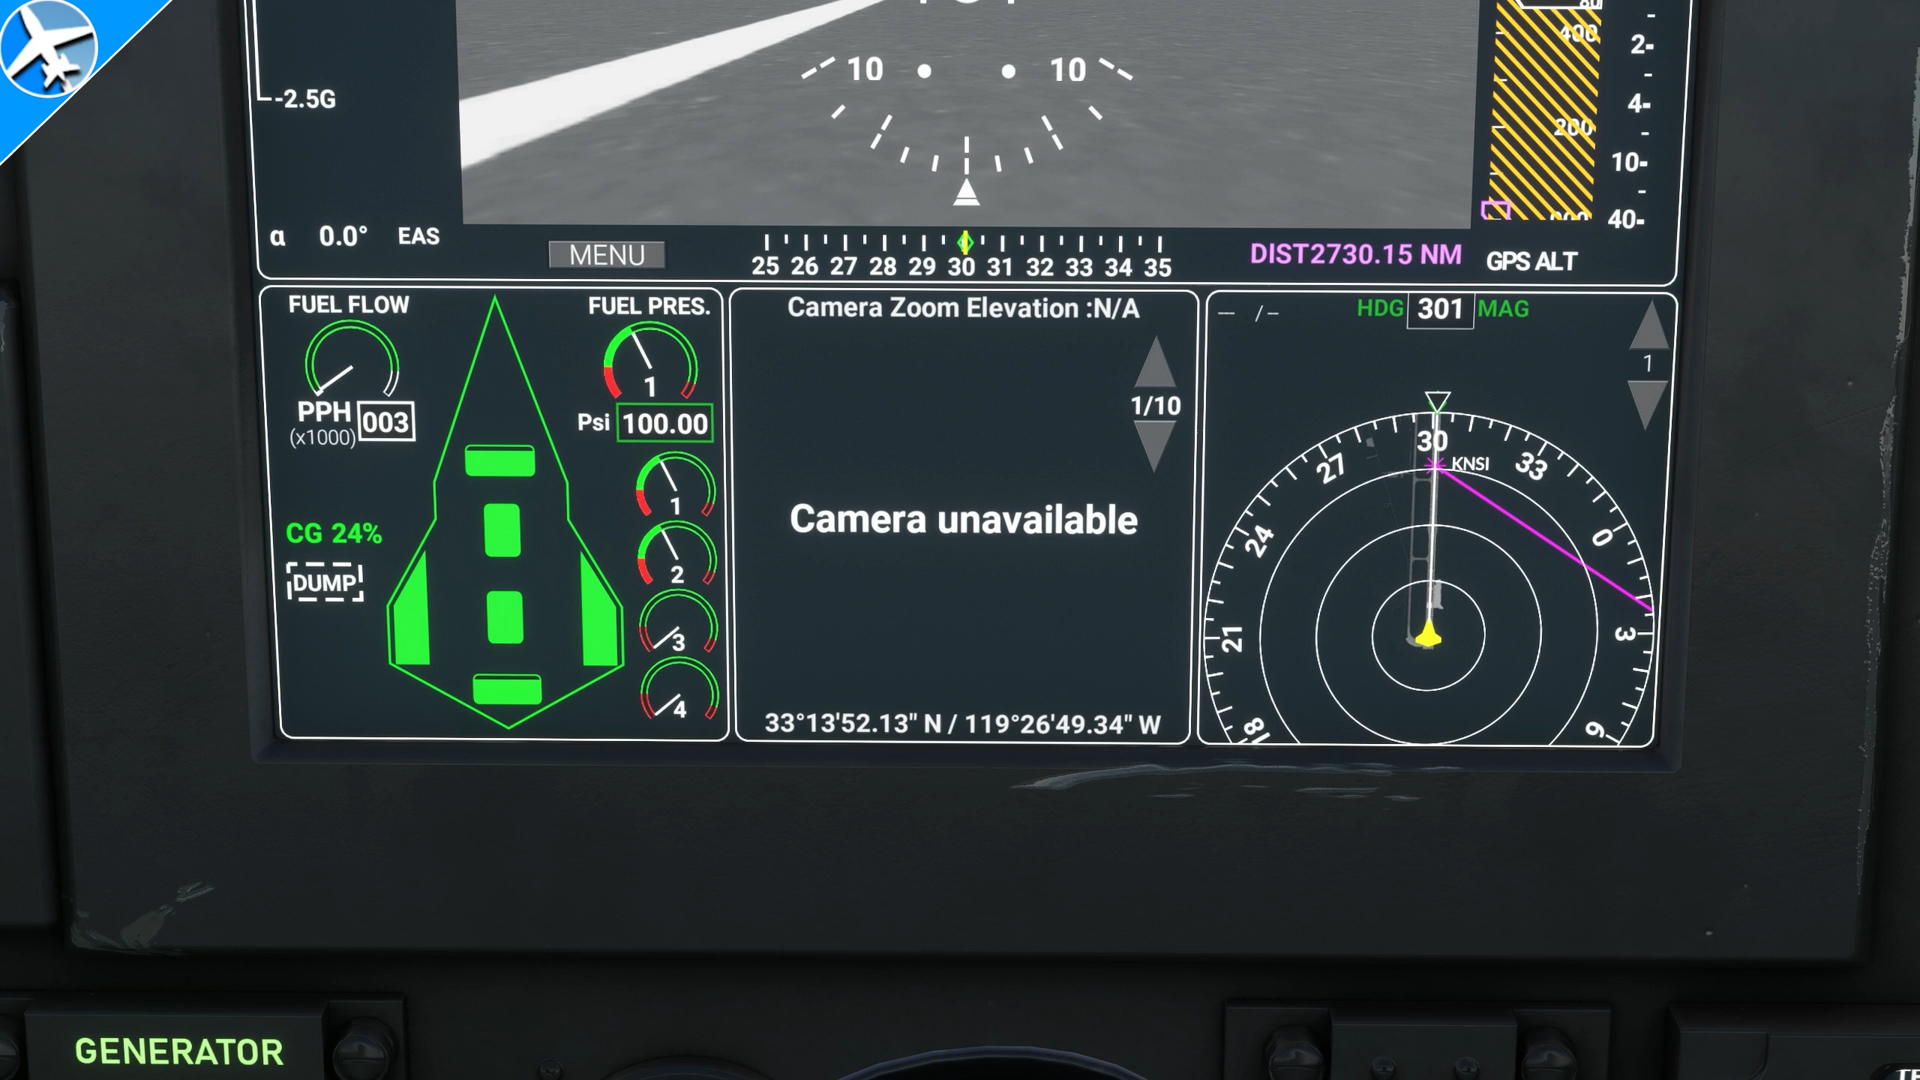 -2.5G
10 10
400
200
2-
4-
10-
40-
α 0.0° EAS
MENU
25 26 27 28 29 30 31 32 33 34 35
DIST2730.15 NM
GPS ALT
FUEL FLOW
PPH 003
(x1000)
CG 24%
DUMP
FUEL PRES.
1
Psi 100.00
1
2
3
4
Camera Zoom Elevation :N/A
1/10
Camera unavailable
33°13'52.13" N / 119°26'49.34" W
-- /--
HDG 301 MAG
1
18 21 24 27 30 33 0 3 6
KNSI
GENERATOR